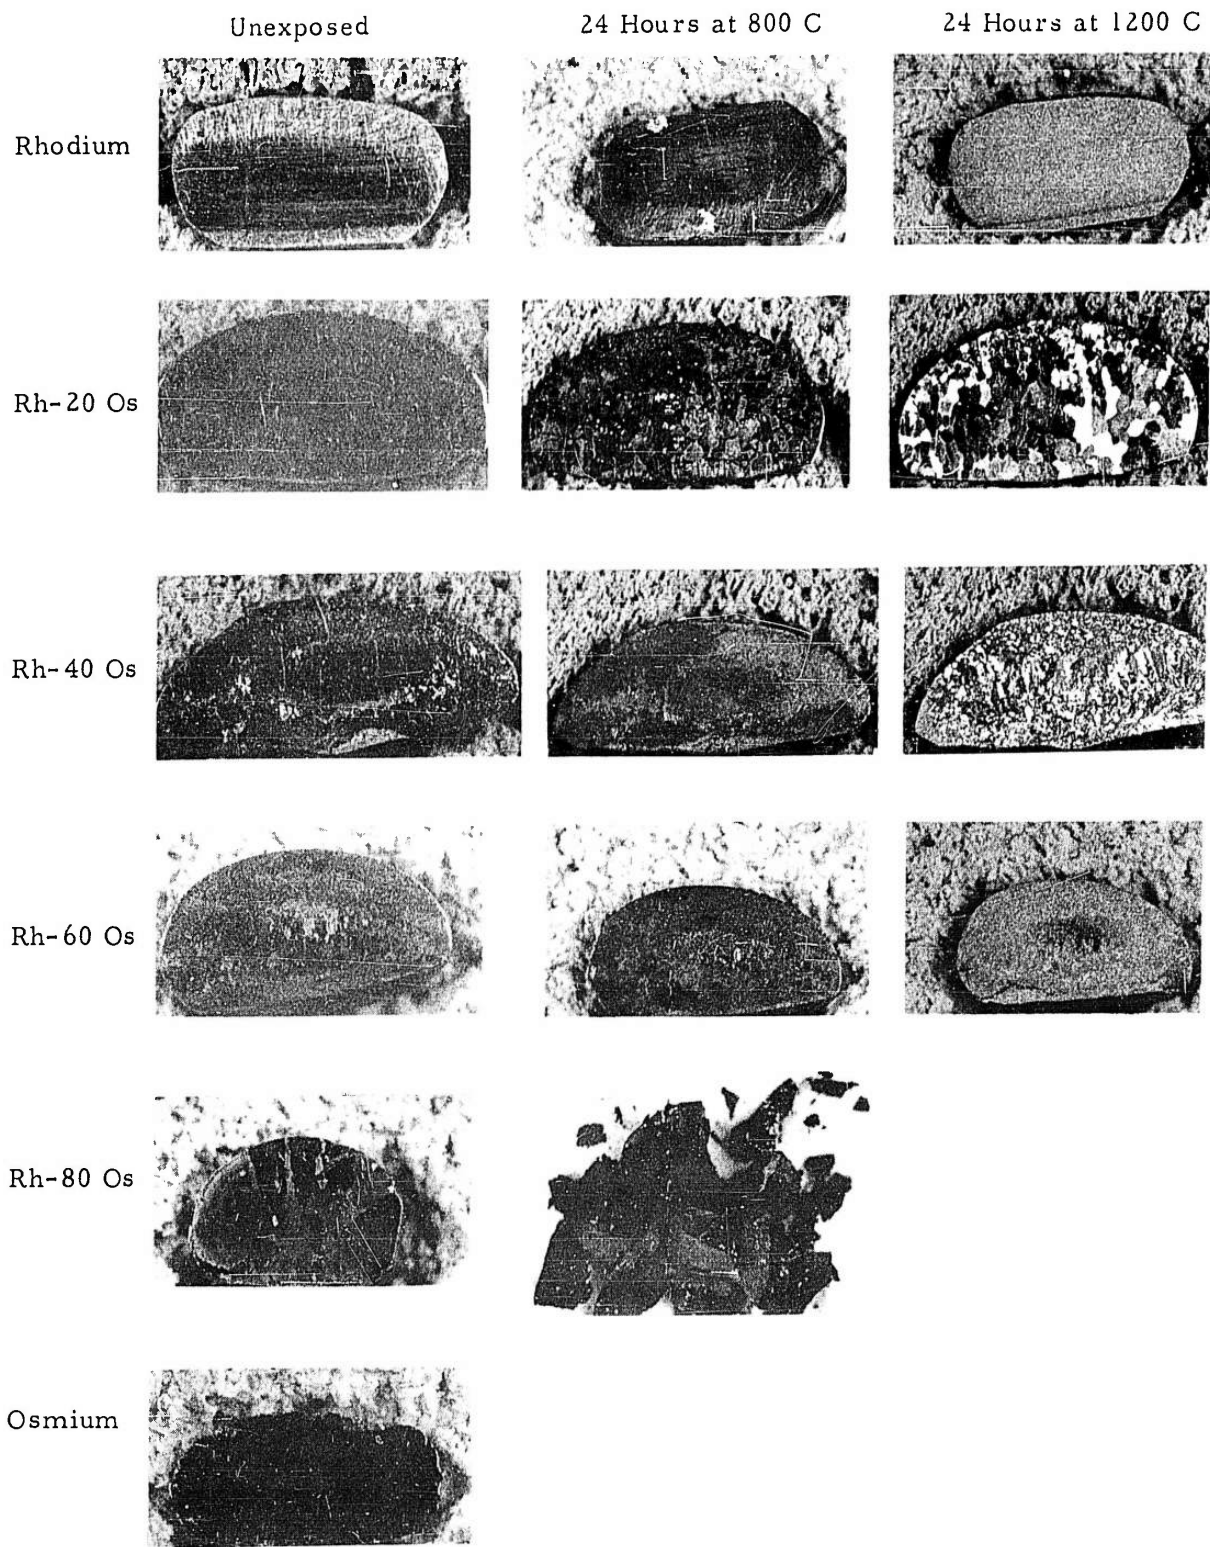 Unexposed 24 Hours at 800 C 24 Hours at 1200 C
Rhodium
Rh-20 Os
Rh-40 Os
Rh-60 Os
Rh-80 Os
Osmium